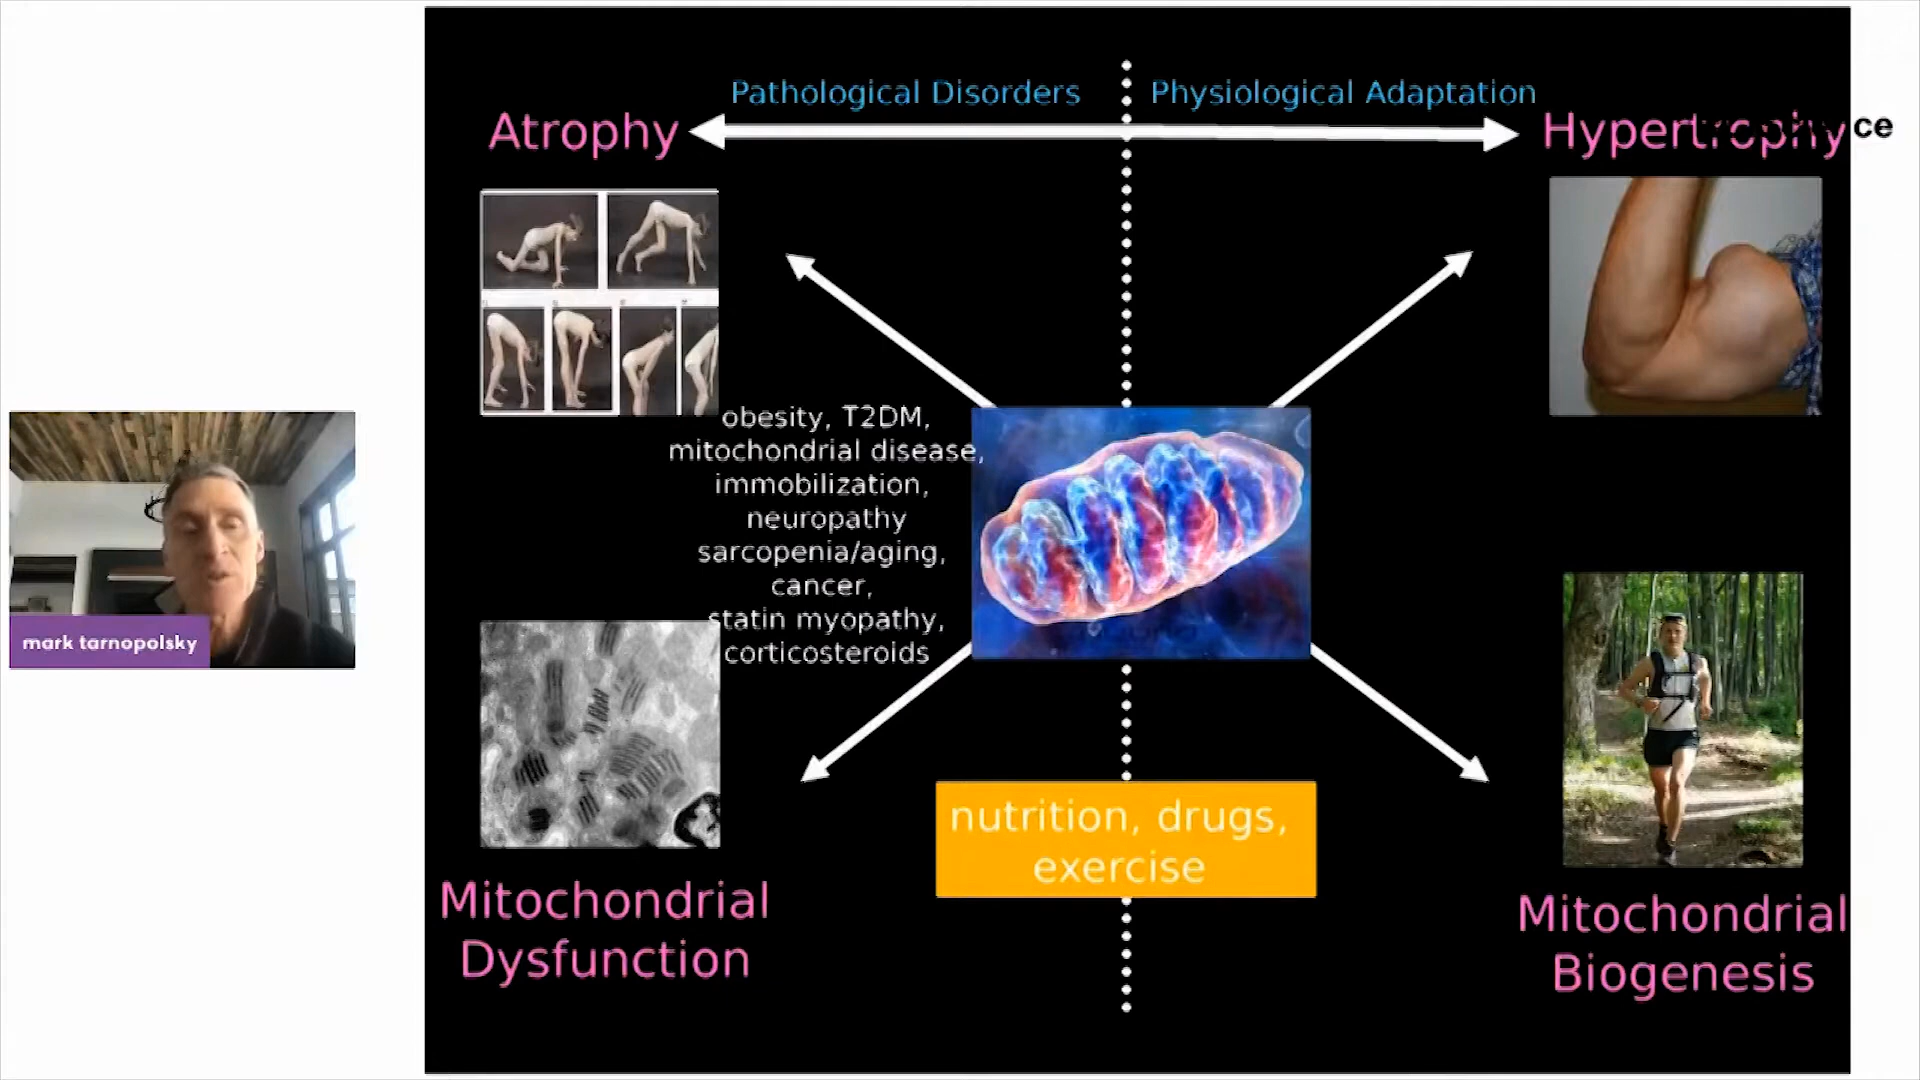 Pathological Disorders
Physiological Adaptation
Atrophy
Hypertrophy
ce
obesity, T2DM,
mitochondrial disease,
immobilization,
neuropathy
sarcopenia/aging,
cancer,
statin myopathy,
corticosteroids
mark tarnopolsky
nutrition, drugs,
exercise
Mitochondrial
Dysfunction
Mitochondrial
Biogenesis